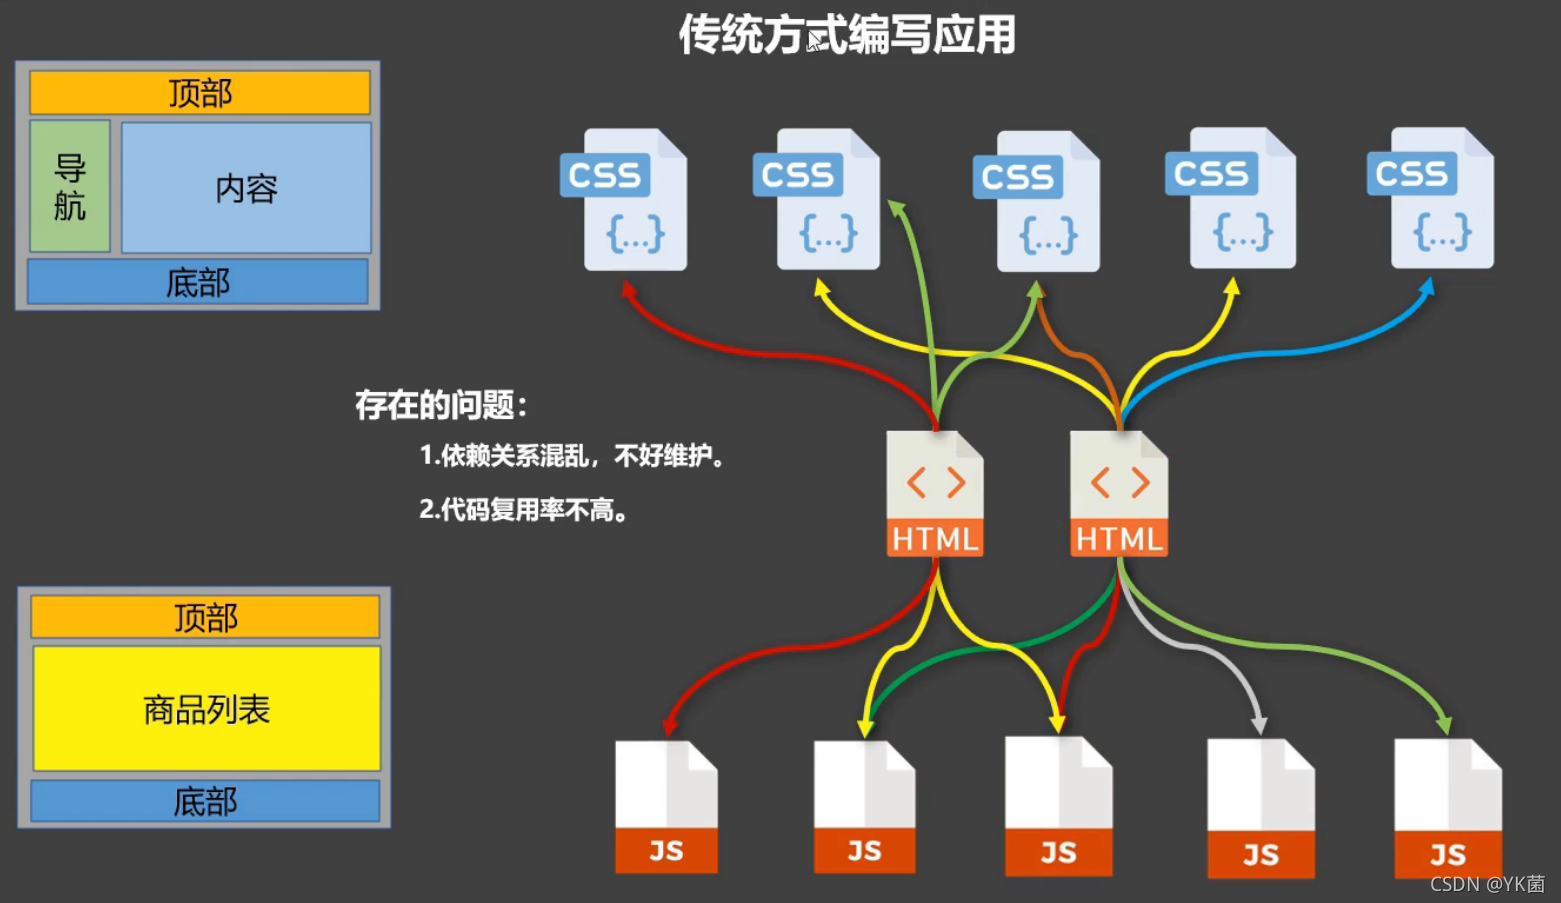 传统方式编写应用
顶部
导
航
内容
底部
CSS
{...}
CSS
{...}
CSS
{...}
CSS
{...}
CSS
{...}
存在的问题：
1.依赖关系混乱，不好维护。
2.代码复用率不高。
< >
HTML
< >
HTML
顶部
商品列表
底部
JS
JS
JS
JS
JS
CSDN @YK菌